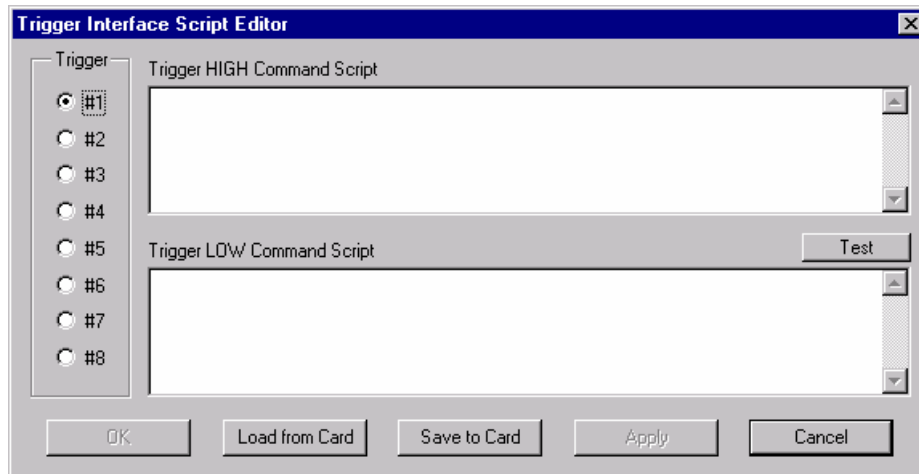 Trigger Interface Script Editor
Trigger
Trigger HIGH Command Script
#1
#2
#3
#4
#5
#6
#7
#8
Test
Trigger LOW Command Script
OK
Load from Card
Save to Card
Apply
Cancel